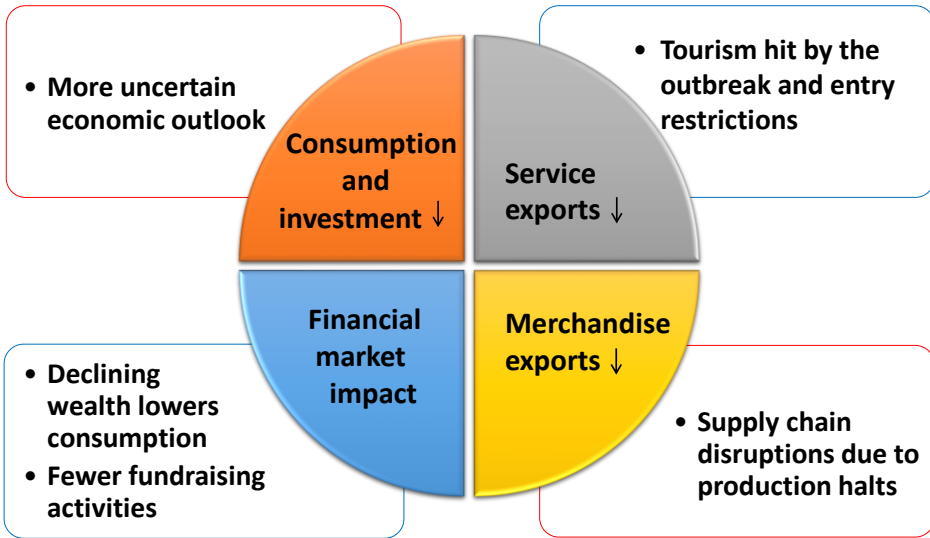 • More uncertain
economic outlook
Consumption
and
investment ↓
• Tourism hit by the
outbreak and entry
restrictions
Service
exports ↓
• Declining
wealth lowers
consumption
• Fewer fundraising
activities
Financial
market
impact
Merchandise
exports ↓
• Supply chain
disruptions due to
production halts